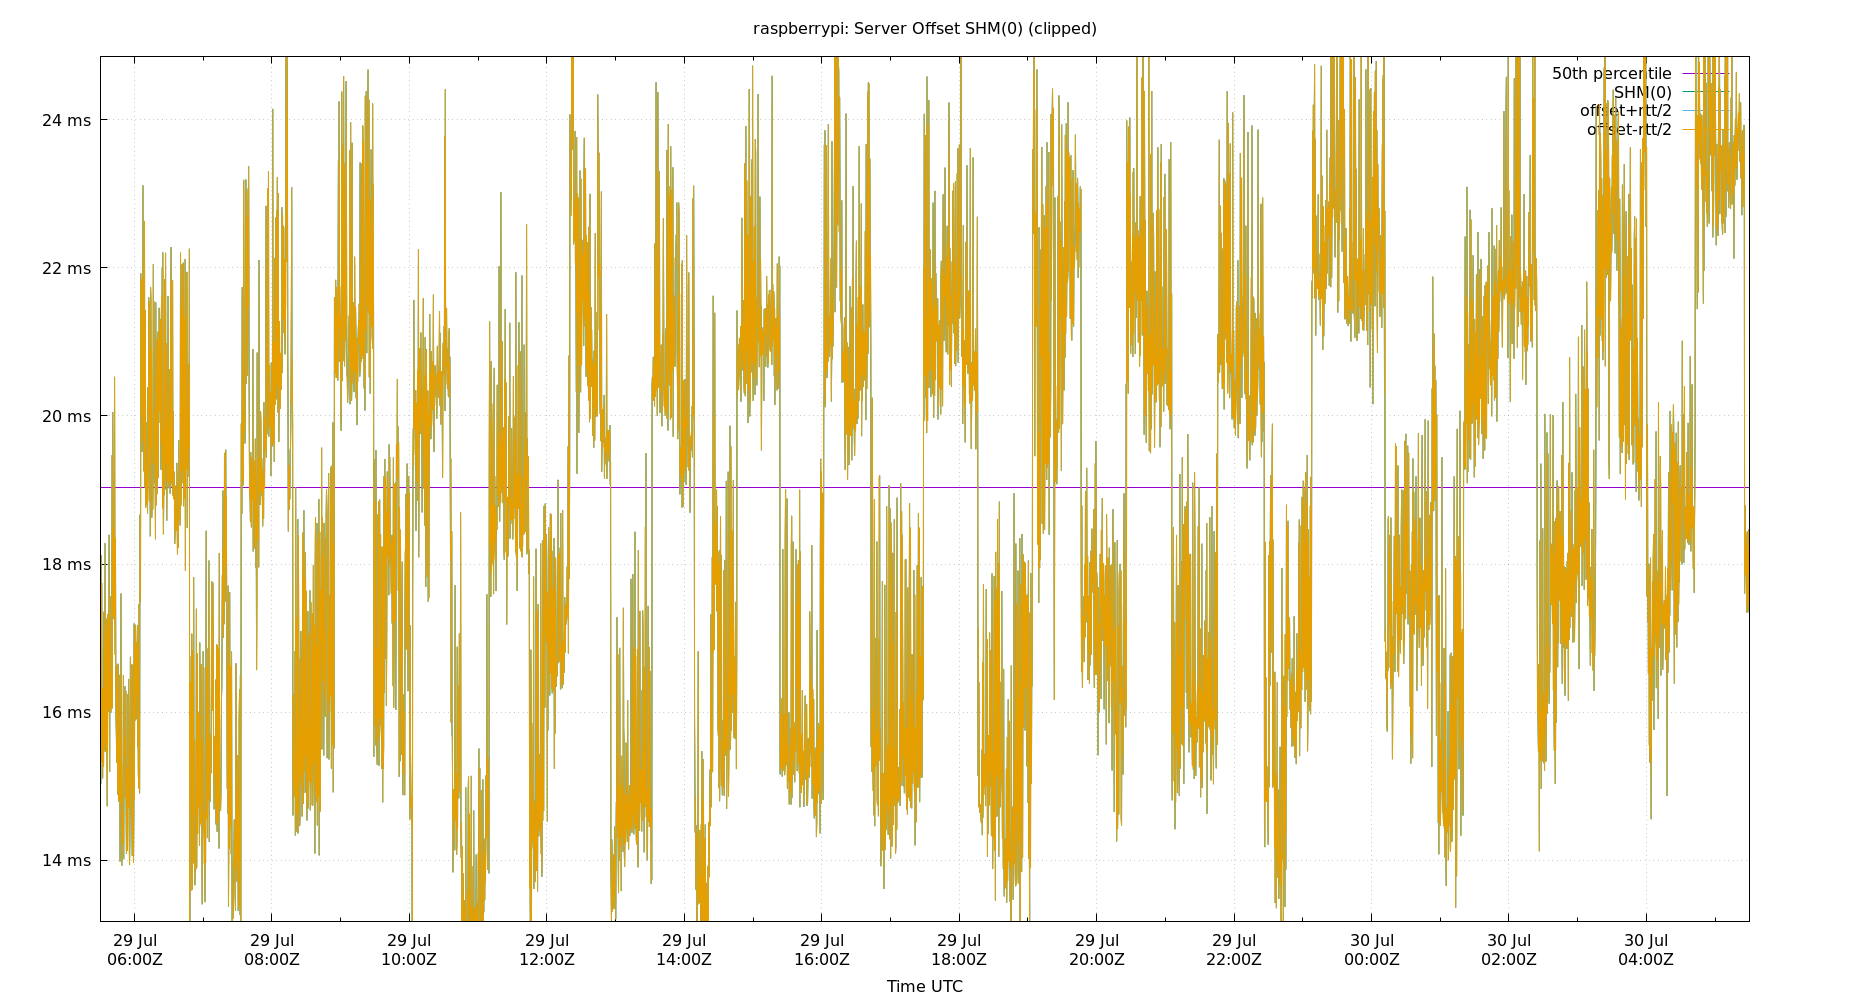 raspberrypi: Server Offset SHM(0) (clipped)
50th percentile
SHM(0)
offset+rtt/2
offset-rtt/2
24 ms
22 ms
20 ms
18 ms
16 ms
14 ms
29 Jul 29 Jul 29 Jul 29 Jul 29 Jul 29 Jul 29 Jul 29 Jul 29 Jul 30 Jul 30 Jul 30 Jul
06:00Z 08:00Z 10:00Z 12:00Z 14:00Z 16:00Z 18:00Z 20:00Z 22:00Z 00:00Z 02:00Z 04:00Z
Time UTC